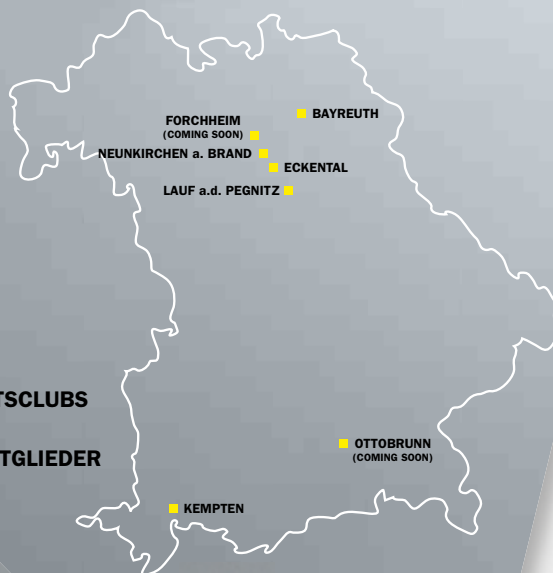 BAYREUTH
FORCHHEIM
(COMING SOON)
NEUNKIRCHEN a. BRAND
ECKENTAL
LAUF a.d. PEGNITZ
TSCLUBS
TGLIEDER
OTTOBRUNN
(COMING SOON)
KEMPTEN